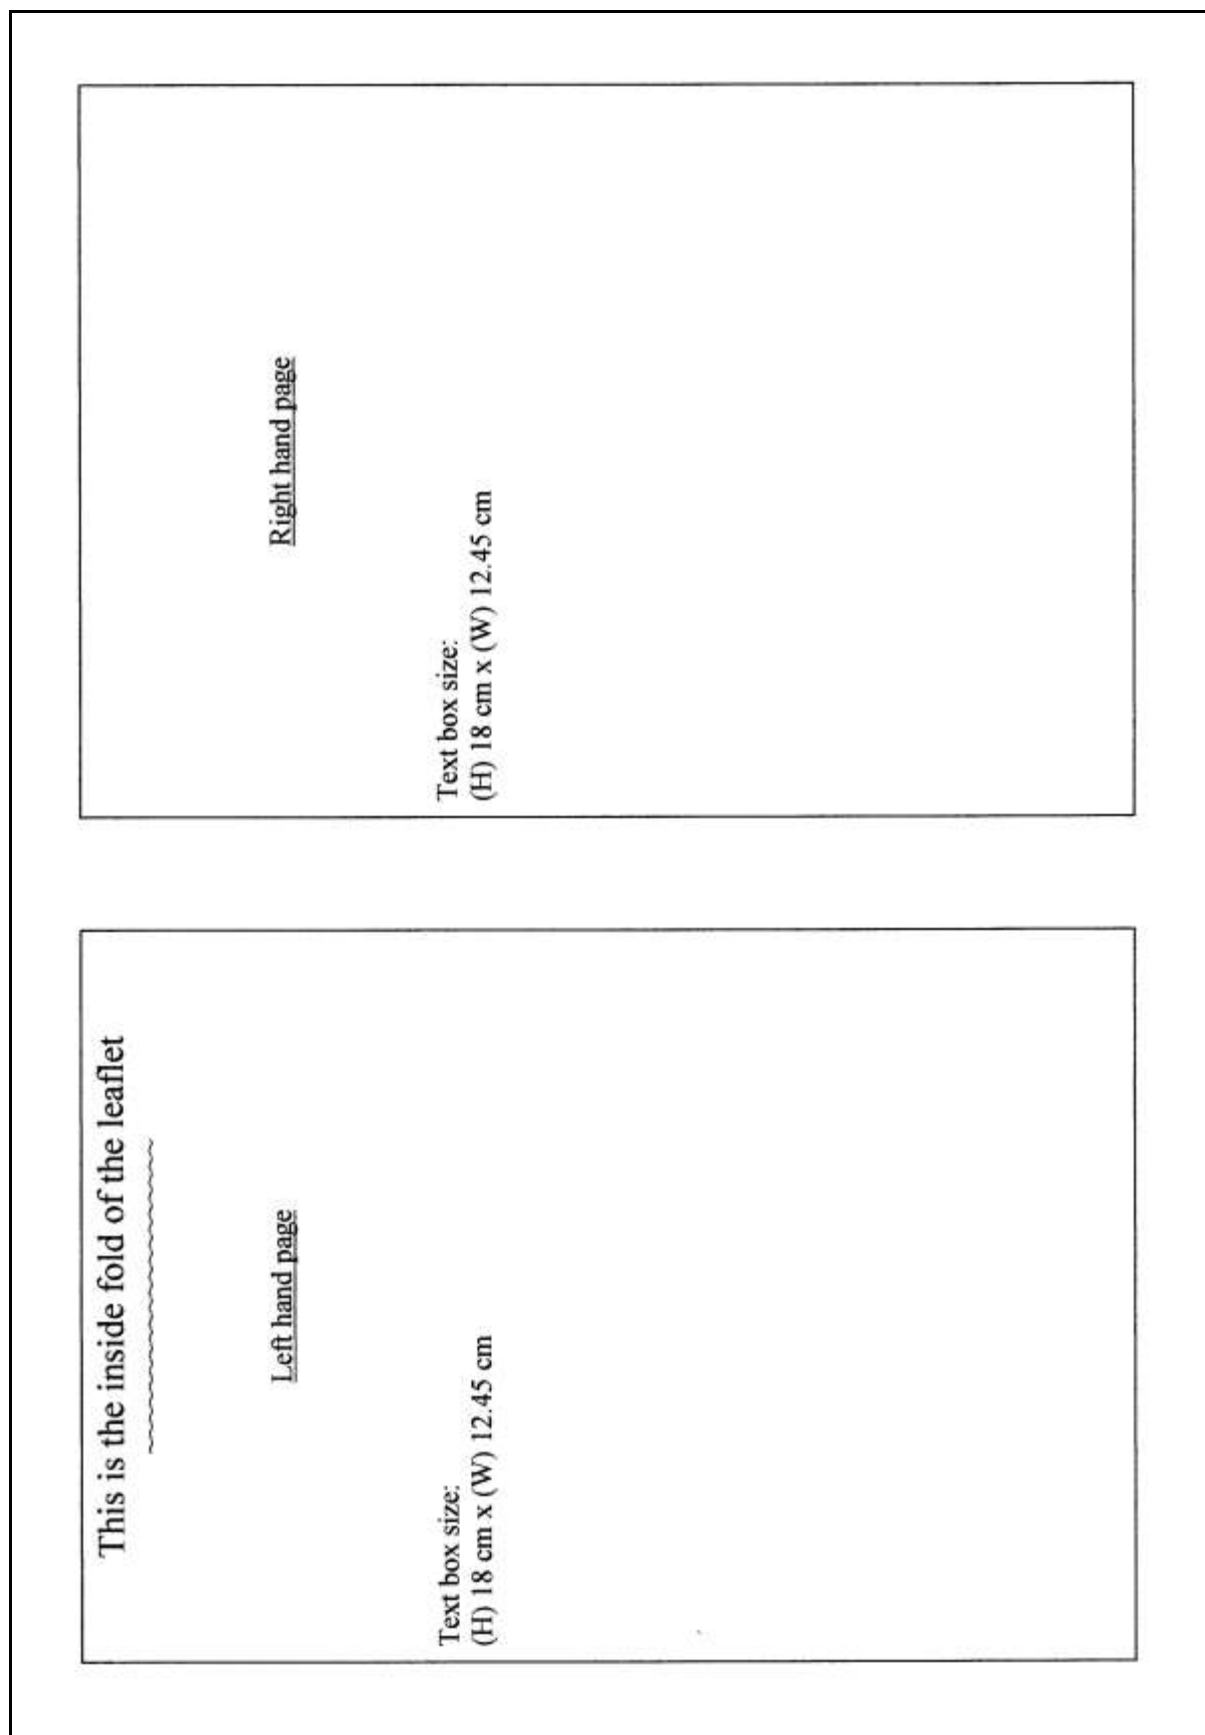 This is the inside fold of the leaflet
Left hand page
Text box size:
(H) 18 cm x (W) 12.45 cm
Right hand page
Text box size:
(H) 18 cm x (W) 12.45 cm